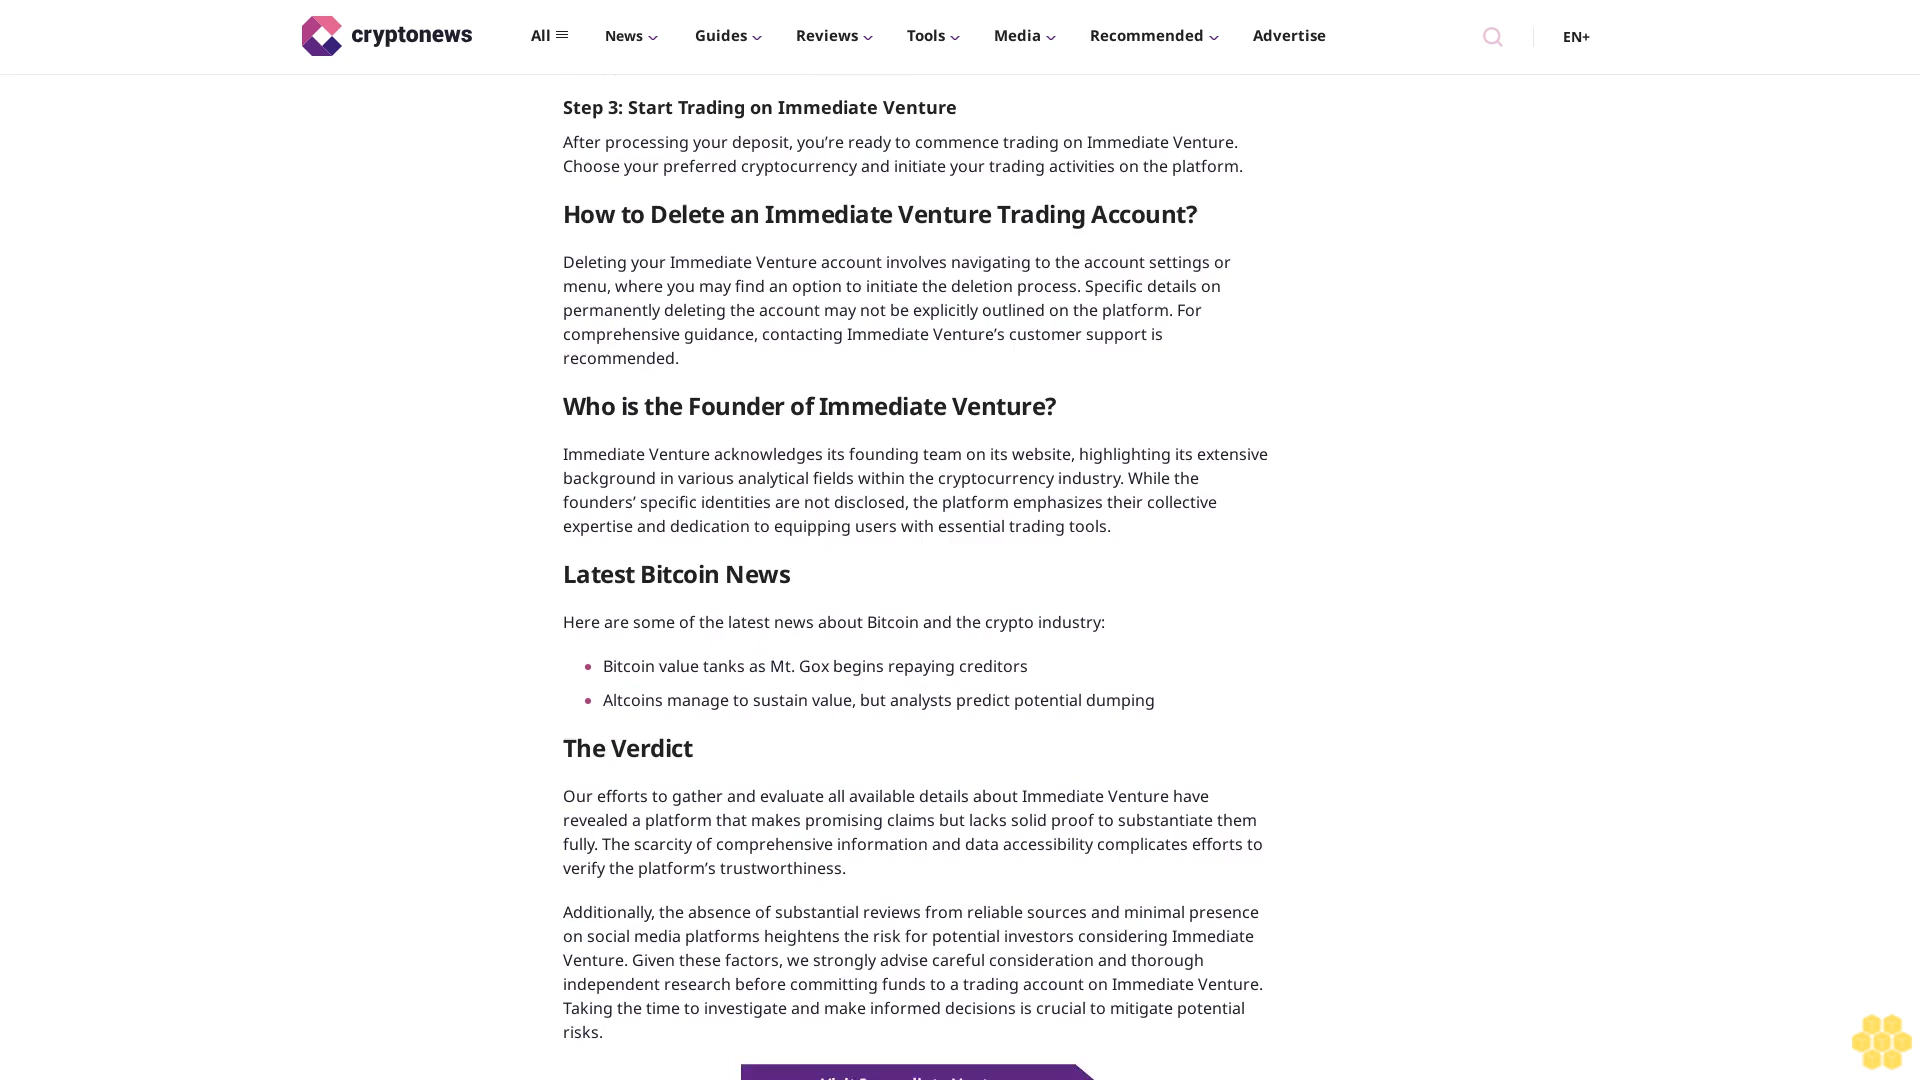 cryptonews
All
News
Guides
Reviews
Tools
Media
Recommended
Advertise
EN+
Step 3: Start Trading on Immediate Venture
After processing your deposit, you’re ready to commence trading on Immediate Venture.
Choose your preferred cryptocurrency and initiate your trading activities on the platform.
How to Delete an Immediate Venture Trading Account?
Deleting your Immediate Venture account involves navigating to the account settings or
menu, where you may find an option to initiate the deletion process. Specific details on
permanently deleting the account may not be explicitly outlined on the platform. For
comprehensive guidance, contacting Immediate Venture’s customer support is
recommended.
Who is the Founder of Immediate Venture?
Immediate Venture acknowledges its founding team on its website, highlighting its extensive
background in various analytical fields within the cryptocurrency industry. While the
founders’ specific identities are not disclosed, the platform emphasizes their collective
expertise and dedication to equipping users with essential trading tools.
Latest Bitcoin News
Here are some of the latest news about Bitcoin and the crypto industry:
Bitcoin value tanks as Mt. Gox begins repaying creditors
Altcoins manage to sustain value, but analysts predict potential dumping
The Verdict
Our efforts to gather and evaluate all available details about Immediate Venture have
revealed a platform that makes promising claims but lacks solid proof to substantiate them
fully. The scarcity of comprehensive information and data accessibility complicates efforts to
verify the platform’s trustworthiness.
Additionally, the absence of substantial reviews from reliable sources and minimal presence
on social media platforms heightens the risk for potential investors considering Immediate
Venture. Given these factors, we strongly advise careful consideration and thorough
independent research before committing funds to a trading account on Immediate Venture.
Taking the time to investigate and make informed decisions is crucial to mitigate potential
risks.